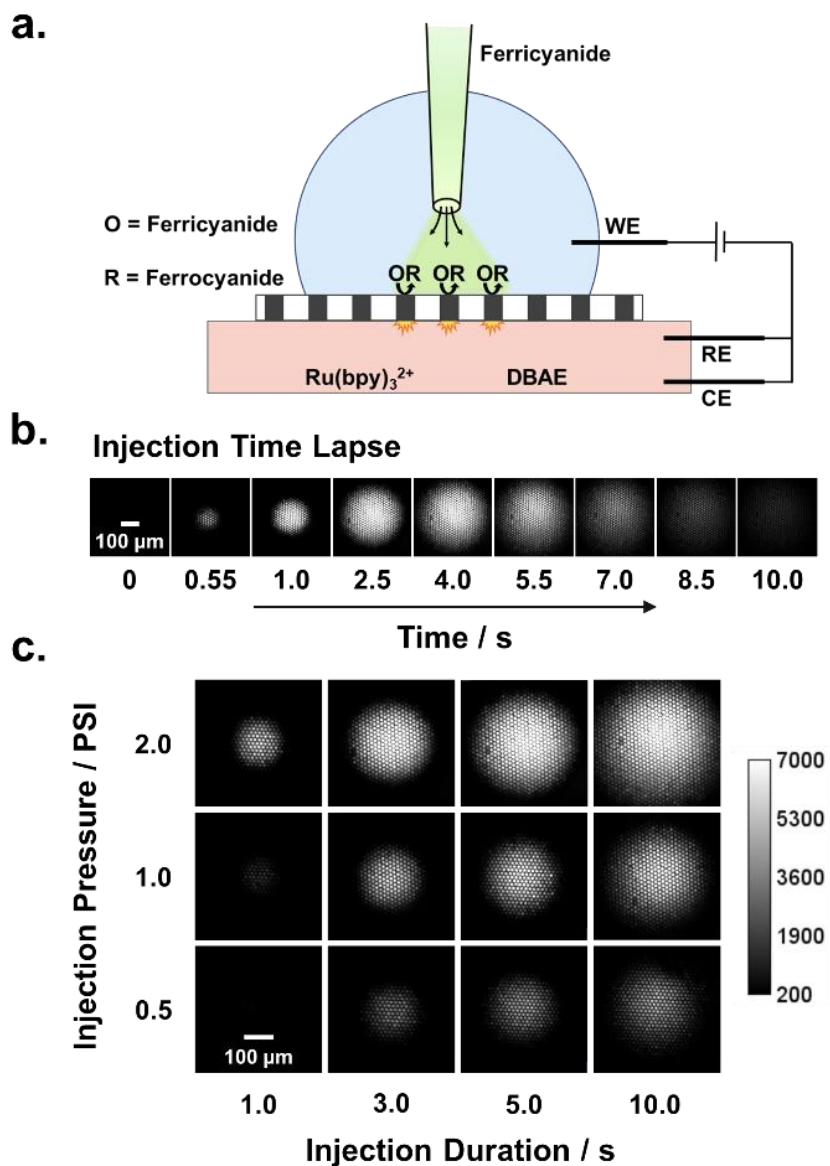 a.
Ferricyanide
O = Ferricyanide
R = Ferrocyanide
WE
OR OR OR
RE
Ru(bpy)₃²⁺ DBAE
CE
b.
Injection Time Lapse
100 µm
0 0.55 1.0 2.5 4.0 5.5 7.0 8.5 10.0
Time / s
c.
Injection Pressure / PSI
2.0
1.0
0.5
100 µm
7000
5300
3600
1900
200
1.0 3.0 5.0 10.0
Injection Duration / s